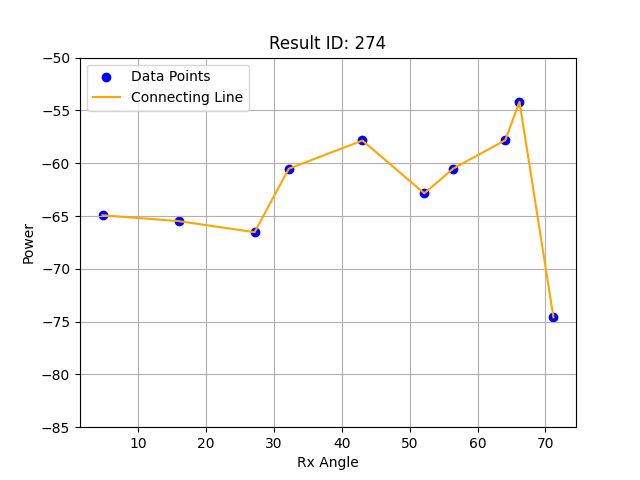 Result ID: 274
Data Points
Connecting Line
−50
−55
−60
−65
−70
−75
−80
−85
Power
10 20 30 40 50 60 70
Rx Angle